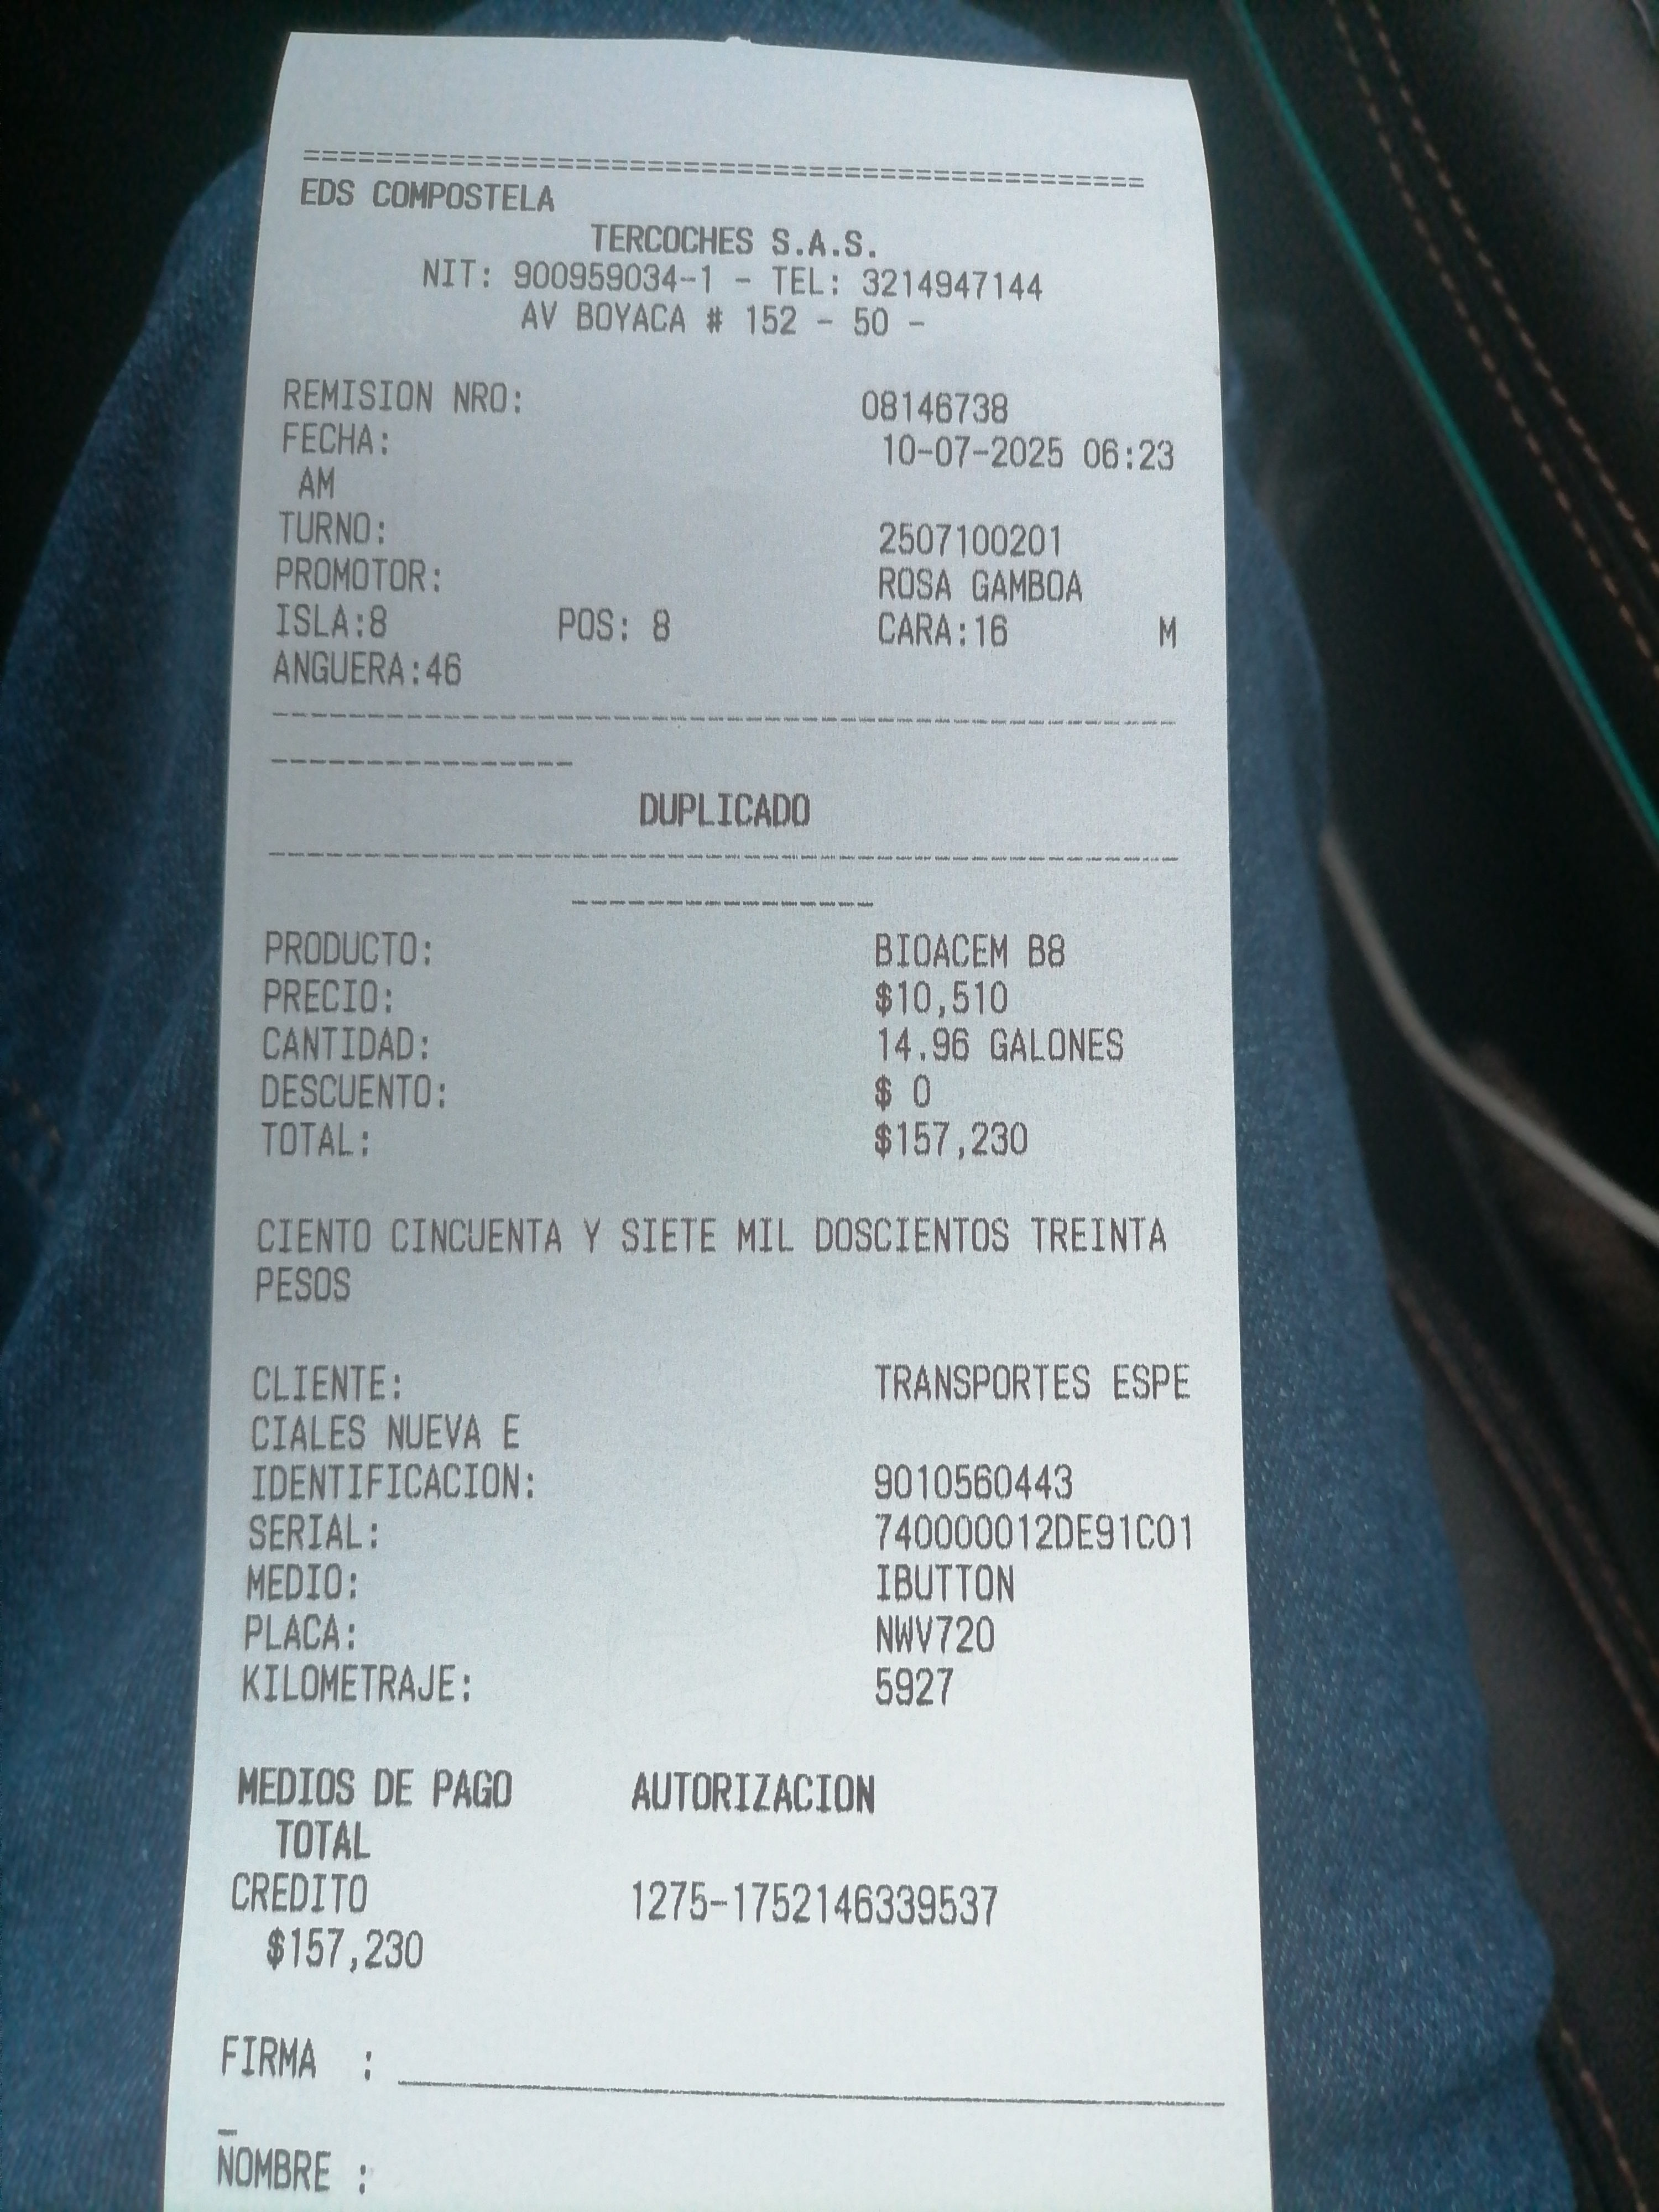 ================================================
EDS COMPOSTELA
TERCOCHES S.A.S.
NIT: 900959034-1 - TEL: 3214947144
AV BOYACA # 152 - 50 -
REMISION NRO: 08146738
FECHA: 10-07-2025 06:23
AM
TURNO: 2507100201
PROMOTOR: ROSA GAMBOA
ISLA:8 POS: 8 CARA:16 M
ANGUERA:46
DUPLICADO
PRODUCTO: BIOACEM B8
PRECIO: $10,510
CANTIDAD: 14.96 GALONES
DESCUENTO: $ 0
TOTAL: $157,230
CIENTO CINCUENTA Y SIETE MIL DOSCIENTOS TREINTA
PESOS
CLIENTE: TRANSPORTES ESPE
CIALES NUEVA E
IDENTIFICACION: 9010560443
SERIAL: 740000012DE91C01
MEDIO: IBUTTON
PLACA: NWV720
KILOMETRAJE: 5927
MEDIOS DE PAGO AUTORIZACION
TOTAL
CREDITO 1275-1752146339537
$157,230
FIRMA :
NOMBRE :